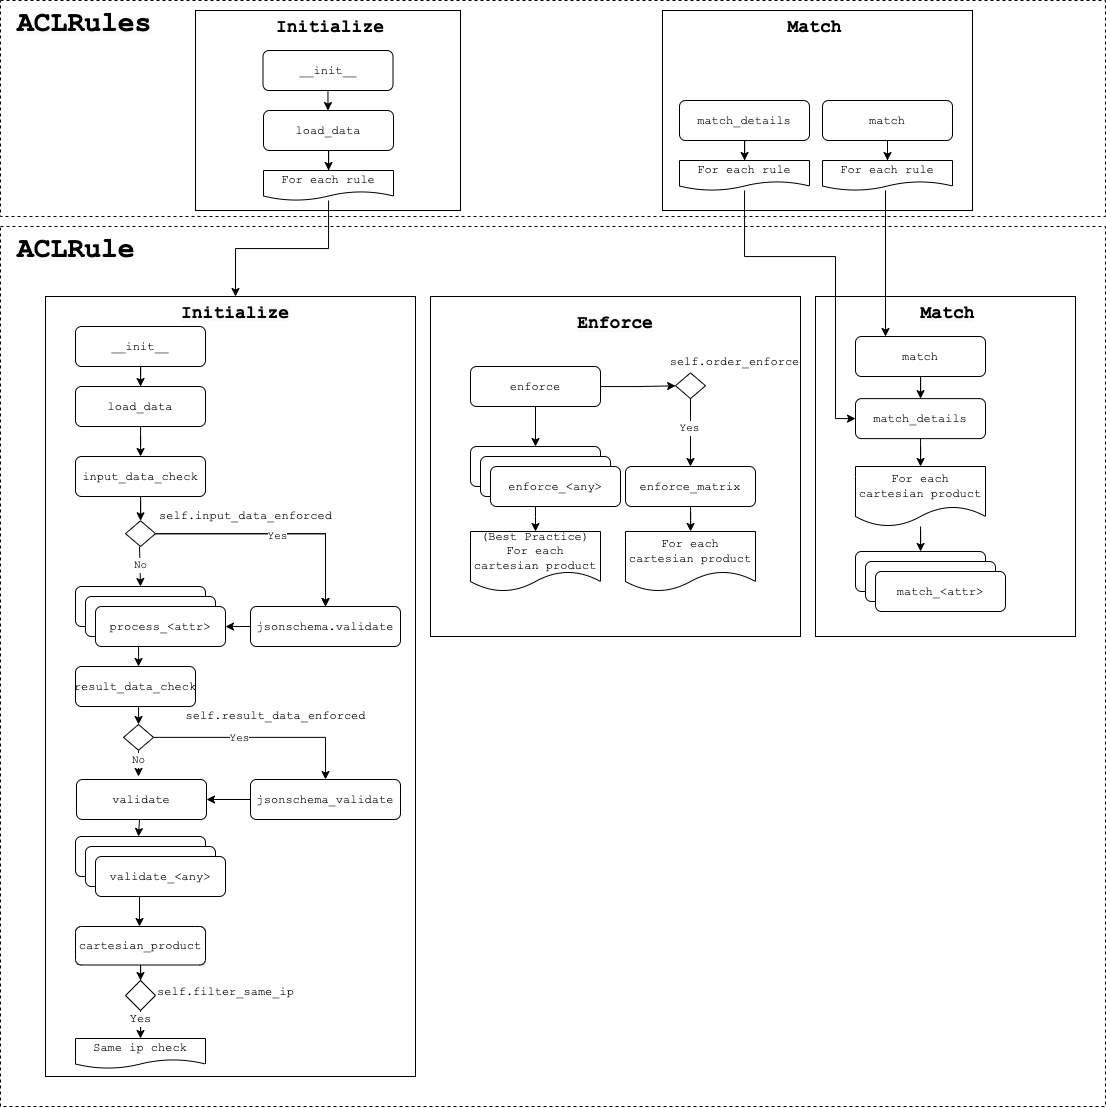 ACLRules
Initialize
__init__
load_data
For each rule
Match
match_details
match
For each rule
For each rule
ACLRule
Initialize
__init__
load_data
input_data_check
self.input_data_enforced
Yes
No
process_<attr>
jsonschema.validate
result_data_check
self.result_data_enforced
Yes
No
validate
jsonschema_validate
validate_<any>
cartesian_product
self.filter_same_ip
Yes
Same ip check
Enforce
self.order_enforce
enforce
Yes
enforce_<any>
enforce_matrix
(Best Practice)
For each
cartesian product
For each
cartesian product
Match
match
match_details
For each
cartesian product
match_<attr>